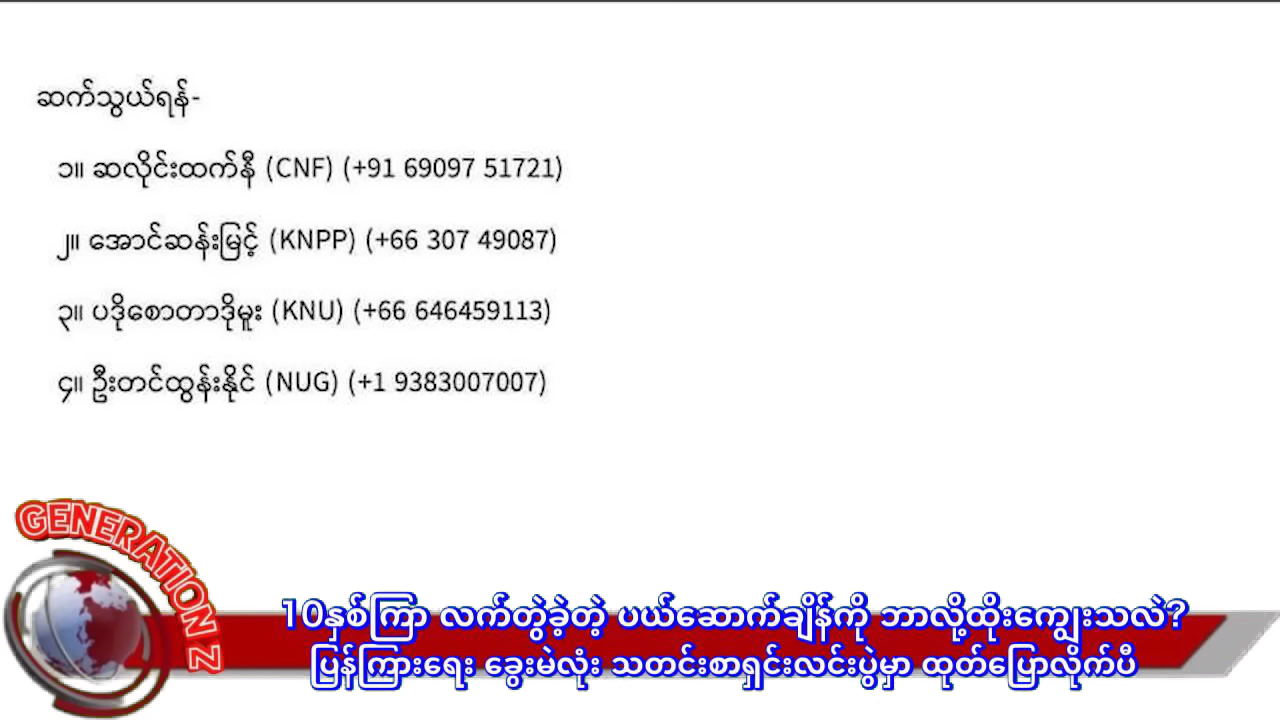 ဆက်သွယ်ရန်-
၁။ ဆလိုင်းထက်နီ (CNF) (+91 69097 51721)
၂။ အောင်ဆန်းမြင့် (KNPP) (+66 307 49087)
၃။ ပဒိုစောတာဒိုမူး (KNU) (+66 646459113)
၄။ ဦးတင်ထွန်းနိုင် (NUG) (+1 9383007007)
GENERATION Z
10နှစ်ကြာ လက်တွဲခဲ့တဲ့ ပယ်ဆောက်ချိန်ကို ဘာလို့ထိုးကျွေးသလဲ?
ပြန်ကြားရေး ခွေးမဲလုံး သတင်းစာရှင်းလင်းပွဲမှာ ထုတ်ပြောလိုက်ပီ